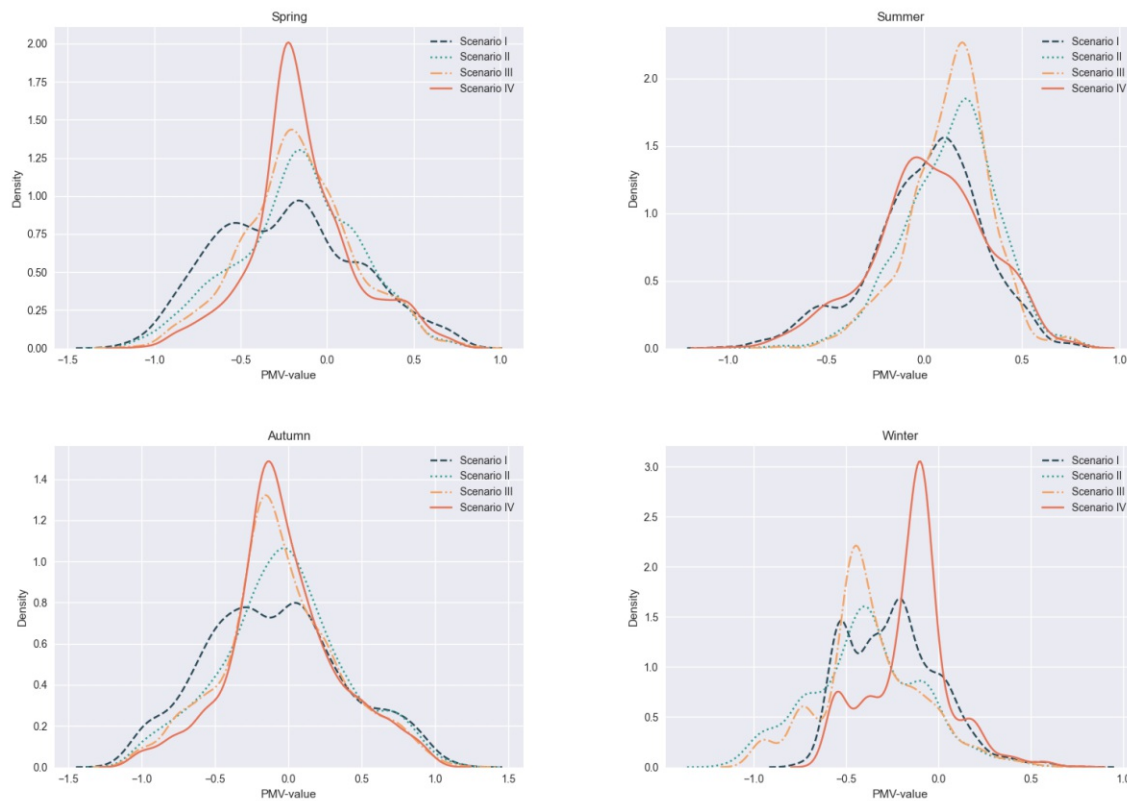 Spring
Density
2.00
1.75
1.50
1.25
1.00
0.75
0.50
0.25
0.00
Scenario I
Scenario II
Scenario III
Scenario IV
−1.5 −1.0 −0.5 0.0 0.5 1.0
PMV-value
Summer
Density
2.0
1.5
1.0
0.5
0.0
Scenario I
Scenario II
Scenario III
Scenario IV
−1.0 −0.5 0.0 0.5 1.0
PMV-value
Autumn
Density
1.4
1.2
1.0
0.8
0.6
0.4
0.2
0.0
Scenario I
Scenario II
Scenario III
Scenario IV
−1.5 −1.0 −0.5 0.0 0.5 1.0 1.5
PMV-value
Winter
Density
3.0
2.5
2.0
1.5
1.0
0.5
0.0
Scenario I
Scenario II
Scenario III
Scenario IV
−1.0 −0.5 0.0 0.5 1.0
PMV-value